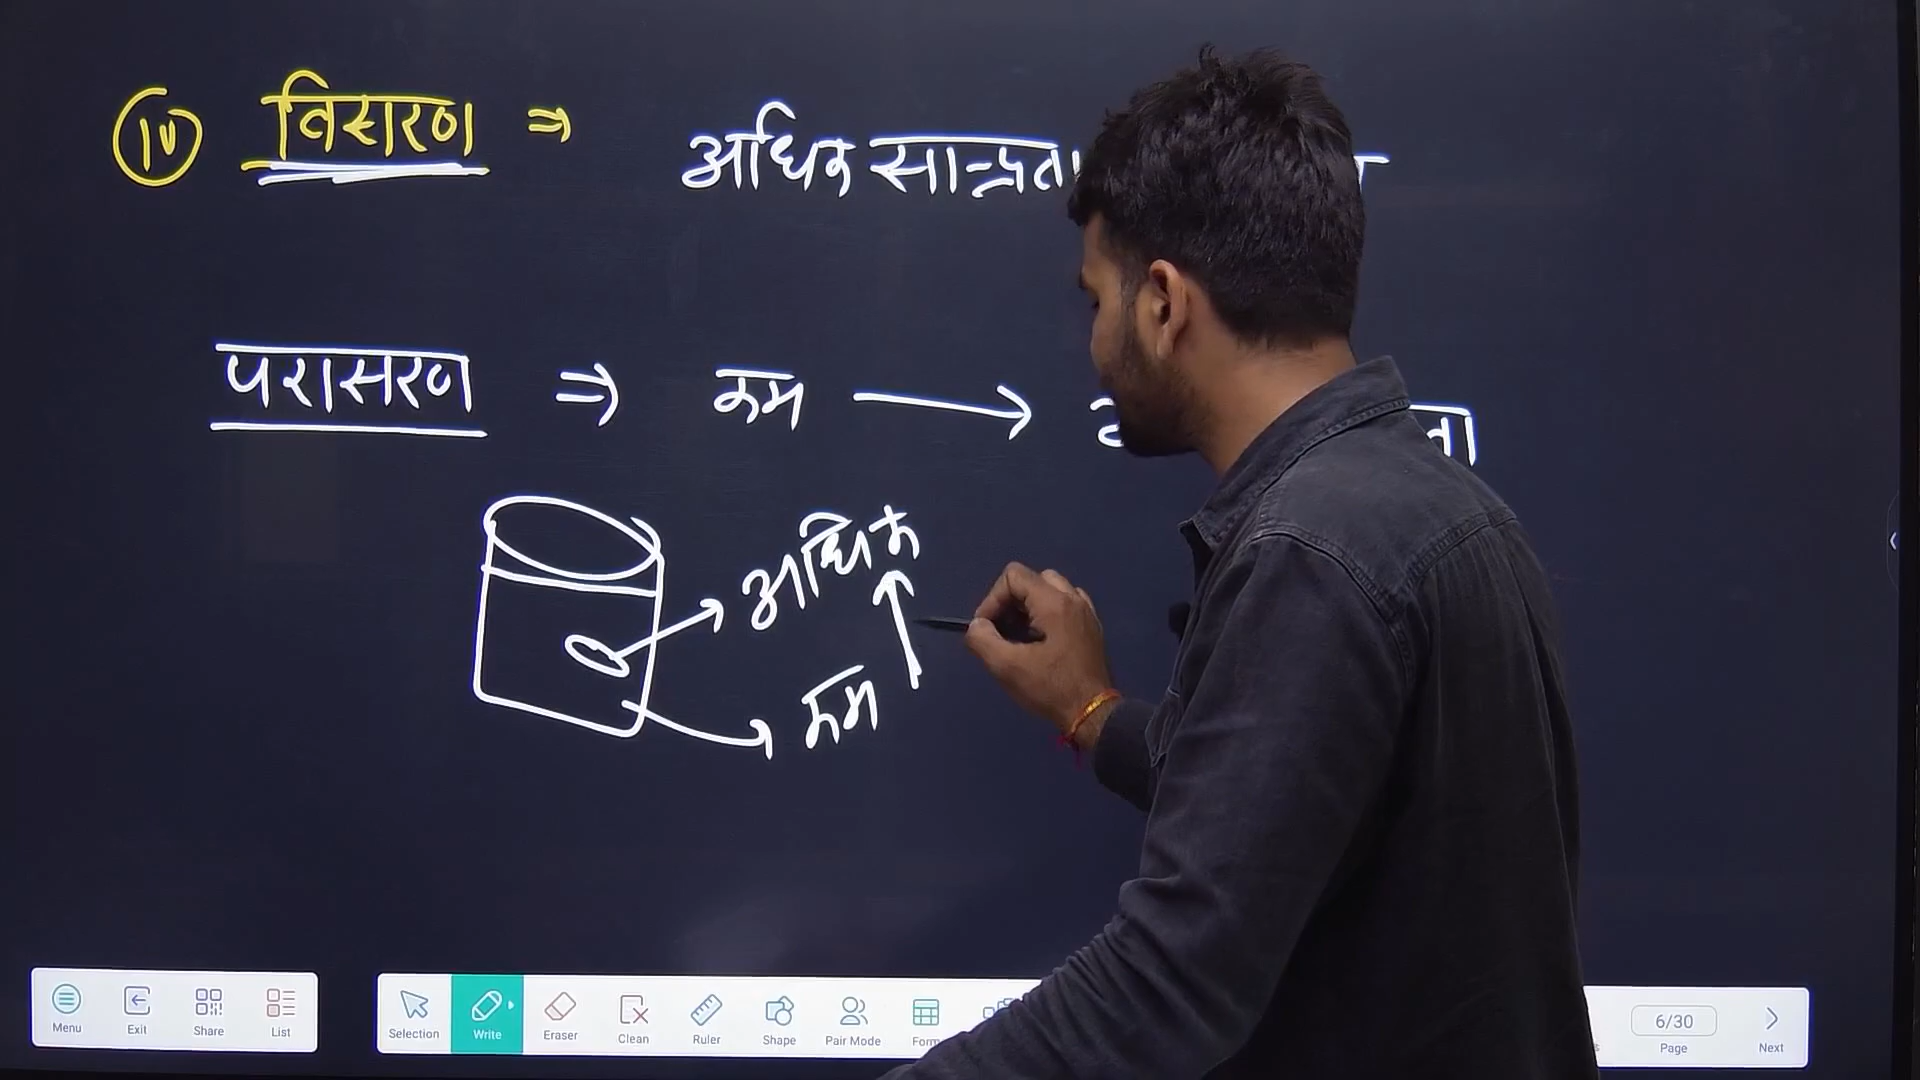 (iv) विसरण ⇒ अधिक सान्द्रता
परासरण ⇒ कम ⟶
अधिक
कम
Menu Exit Share List
Selection Write Eraser Clean Ruler Shape Pair Mode
6/30
Page Next